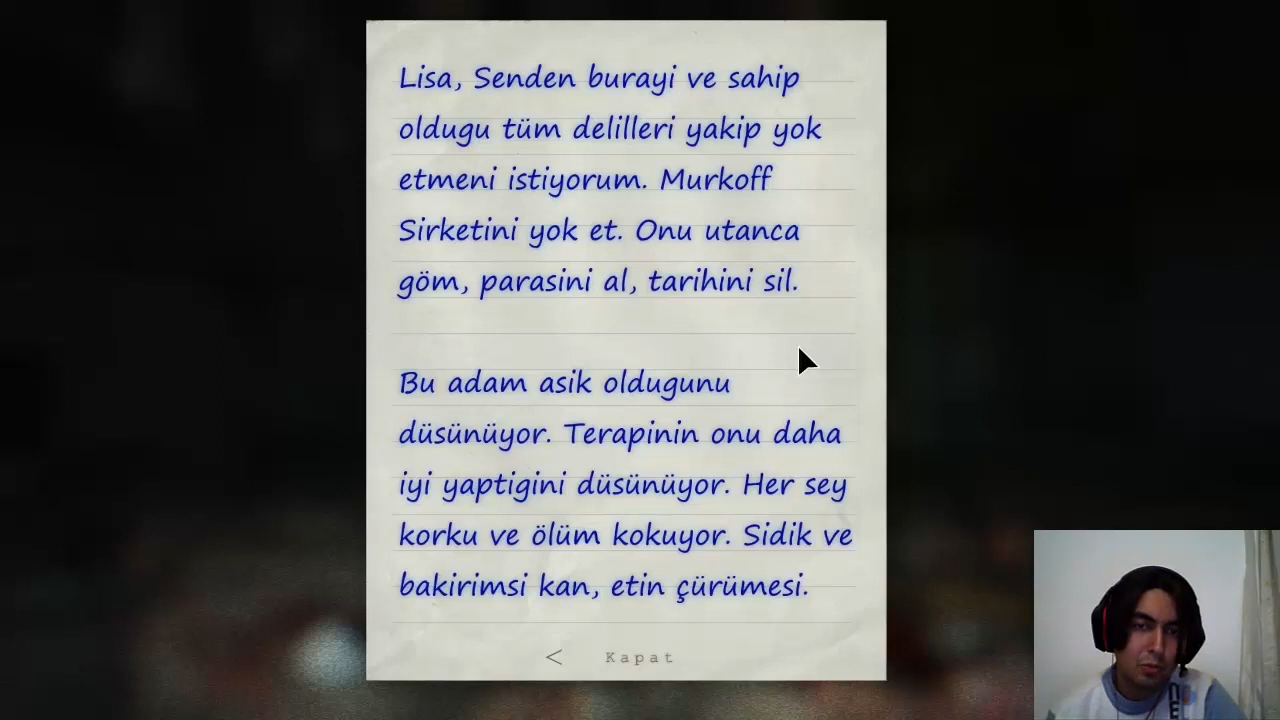 Lisa, Senden burayi ve sahip
oldugu tüm delilleri yakip yok
etmeni istiyorum. Murkoff
Sirketini yok et. Onu utanca
göm, parasini al, tarihini sil.
Bu adam asik oldugunu
düsünüyor. Terapinin onu daha
iyi yaptigini düsünüyor. Her sey
korku ve ölüm kokuyor. Sidik ve
bakirimsi kan, etin çürümesi.
< Kapat